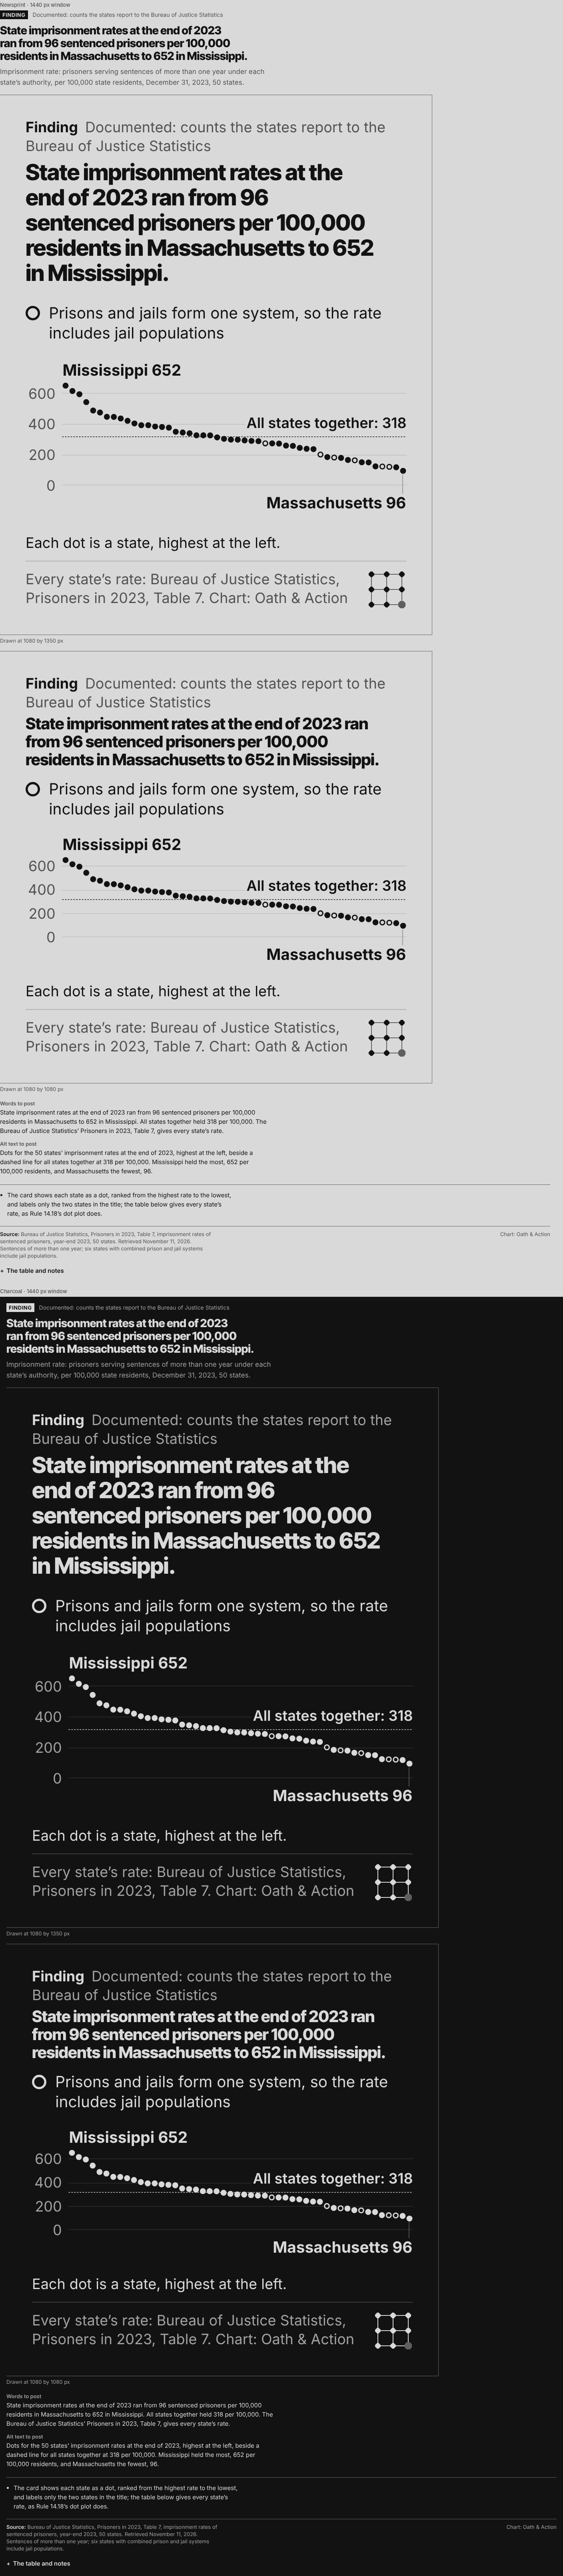 Newsprint · 1440 px window
FINDING Documented: counts the states report to the Bureau of Justice Statistics
State imprisonment rates at the end of 2023
ran from 96 sentenced prisoners per 100,000
residents in Massachusetts to 652 in Mississippi.
Imprisonment rate: prisoners serving sentences of more than one year under each
state’s authority, per 100,000 state residents, December 31, 2023, 50 states.
Finding Documented: counts the states report to the
Bureau of Justice Statistics
State imprisonment rates at the
end of 2023 ran from 96
sentenced prisoners per 100,000
residents in Massachusetts to 652
in Mississippi.
Prisons and jails form one system, so the rate
includes jail populations
Mississippi 652
600
400
All states together: 318
200
0
Massachusetts 96
Each dot is a state, highest at the left.
Every state’s rate: Bureau of Justice Statistics,
Prisoners in 2023, Table 7. Chart: Oath & Action
Drawn at 1080 by 1350 px
Finding Documented: counts the states report to the
Bureau of Justice Statistics
State imprisonment rates at the end of 2023 ran
from 96 sentenced prisoners per 100,000
residents in Massachusetts to 652 in Mississippi.
Prisons and jails form one system, so the rate
includes jail populations
Mississippi 652
600
400
All states together: 318
200
0
Massachusetts 96
Each dot is a state, highest at the left.
Every state’s rate: Bureau of Justice Statistics,
Prisoners in 2023, Table 7. Chart: Oath & Action
Drawn at 1080 by 1080 px
Words to post
State imprisonment rates at the end of 2023 ran from 96 sentenced prisoners per 100,000
residents in Massachusetts to 652 in Mississippi. All states together held 318 per 100,000. The
Bureau of Justice Statistics’ Prisoners in 2023, Table 7, gives every state’s rate.
Alt text to post
Dots for the 50 states’ imprisonment rates at the end of 2023, highest at the left, beside a
dashed line for all states together at 318 per 100,000. Mississippi held the most, 652 per
100,000 residents, and Massachusetts the fewest, 96.
• The card shows each state as a dot, ranked from the highest rate to the lowest,
and labels only the two states in the title; the table below gives every state’s
rate, as Rule 14.18’s dot plot does.
Source: Bureau of Justice Statistics, Prisoners in 2023, Table 7, imprisonment rates of
sentenced prisoners, year-end 2023, 50 states. Retrieved November 11, 2026.
Sentences of more than one year; six states with combined prison and jail systems
include jail populations.
Chart: Oath & Action
+ The table and notes
Charcoal · 1440 px window
FINDING Documented: counts the states report to the Bureau of Justice Statistics
State imprisonment rates at the end of 2023
ran from 96 sentenced prisoners per 100,000
residents in Massachusetts to 652 in Mississippi.
Imprisonment rate: prisoners serving sentences of more than one year under each
state’s authority, per 100,000 state residents, December 31, 2023, 50 states.
Finding Documented: counts the states report to the
Bureau of Justice Statistics
State imprisonment rates at the
end of 2023 ran from 96
sentenced prisoners per 100,000
residents in Massachusetts to 652
in Mississippi.
Prisons and jails form one system, so the rate
includes jail populations
Mississippi 652
600
400
All states together: 318
200
0
Massachusetts 96
Each dot is a state, highest at the left.
Every state’s rate: Bureau of Justice Statistics,
Prisoners in 2023, Table 7. Chart: Oath & Action
Drawn at 1080 by 1350 px
Finding Documented: counts the states report to the
Bureau of Justice Statistics
State imprisonment rates at the end of 2023 ran
from 96 sentenced prisoners per 100,000
residents in Massachusetts to 652 in Mississippi.
Prisons and jails form one system, so the rate
includes jail populations
Mississippi 652
600
400
All states together: 318
200
0
Massachusetts 96
Each dot is a state, highest at the left.
Every state’s rate: Bureau of Justice Statistics,
Prisoners in 2023, Table 7. Chart: Oath & Action
Drawn at 1080 by 1080 px
Words to post
State imprisonment rates at the end of 2023 ran from 96 sentenced prisoners per 100,000
residents in Massachusetts to 652 in Mississippi. All states together held 318 per 100,000. The
Bureau of Justice Statistics’ Prisoners in 2023, Table 7, gives every state’s rate.
Alt text to post
Dots for the 50 states’ imprisonment rates at the end of 2023, highest at the left, beside a
dashed line for all states together at 318 per 100,000. Mississippi held the most, 652 per
100,000 residents, and Massachusetts the fewest, 96.
• The card shows each state as a dot, ranked from the highest rate to the lowest,
and labels only the two states in the title; the table below gives every state’s
rate, as Rule 14.18’s dot plot does.
Source: Bureau of Justice Statistics, Prisoners in 2023, Table 7, imprisonment rates of
sentenced prisoners, year-end 2023, 50 states. Retrieved November 11, 2026.
Sentences of more than one year; six states with combined prison and jail systems
include jail populations.
Chart: Oath & Action
+ The table and notes